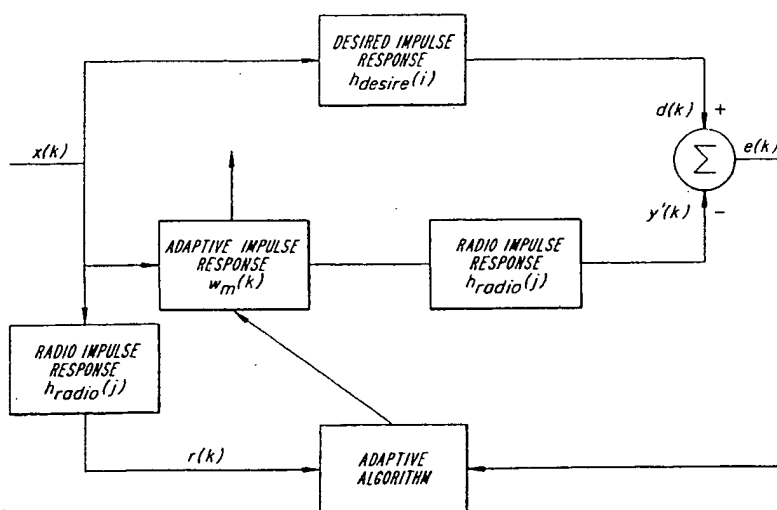 DESIRED IMPULSE
RESPONSE
hdesire(i)
d(k)
+
x(k)
Σ
e(k)
y'(k)
−
ADAPTIVE IMPULSE
RESPONSE
wm(k)
RADIO IMPULSE
RESPONSE
hradio(j)
RADIO IMPULSE
RESPONSE
hradio(j)
r(k)
ADAPTIVE
ALGORITHM